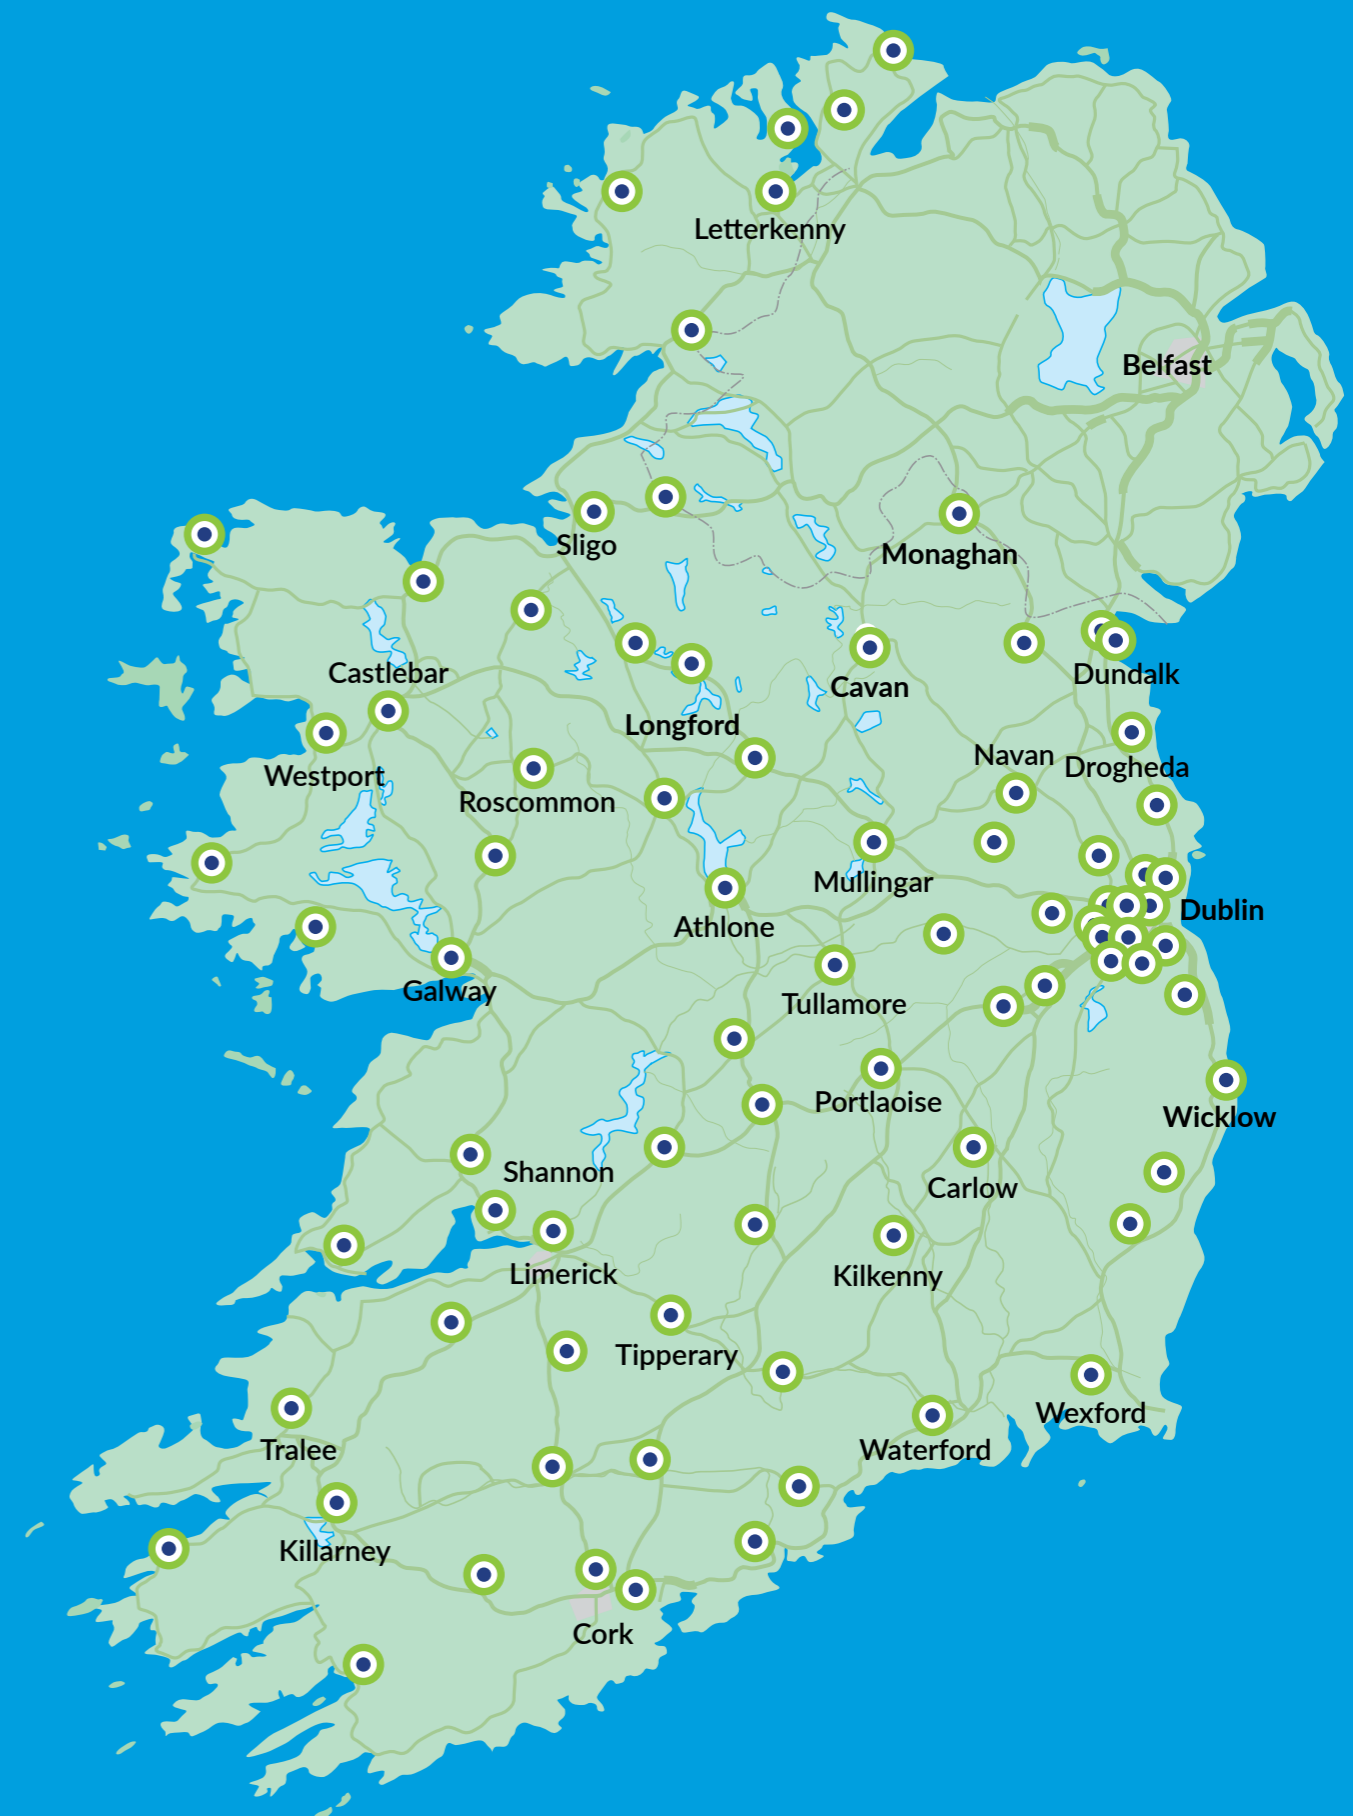 Letterkenny
Belfast
Sligo
Monaghan
Castlebar
Dundalk
Cavan
Longford
Navan
Drogheda
Westport
Roscommon
Mullingar
Dublin
Athlone
Galway
Tullamore
Portlaoise
Wicklow
Shannon
Carlow
Limerick
Kilkenny
Tipperary
Wexford
Tralee
Waterford
Killarney
Cork